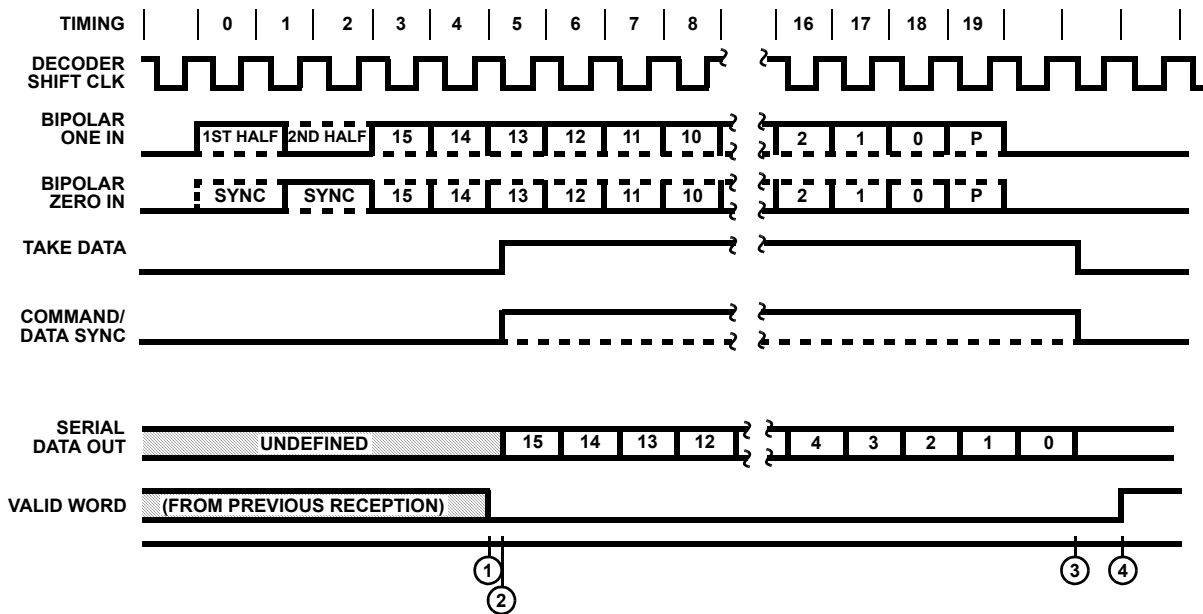 TIMING 0 1 2 3 4 5 6 7 8 16 17 18 19
DECODER
SHIFT CLK
BIPOLAR
ONE IN 1ST HALF 2ND HALF 15 14 13 12 11 10 2 1 0 P
BIPOLAR
ZERO IN SYNC SYNC 15 14 13 12 11 10 2 1 0 P
TAKE DATA
COMMAND/
DATA SYNC
SERIAL
DATA OUT UNDEFINED 15 14 13 12 4 3 2 1 0
VALID WORD (FROM PREVIOUS RECEPTION)
1 3 4
2